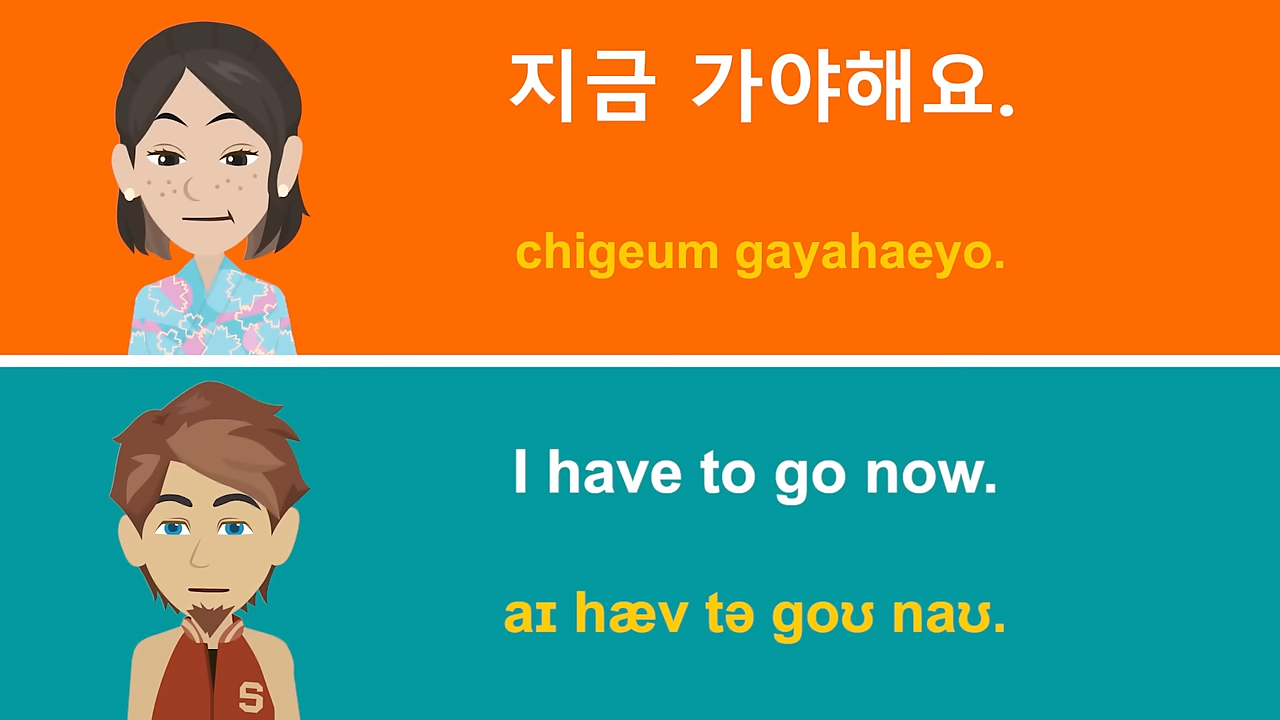 지금 가야해요.
chigeum gayahaeyo.
I have to go now.
aɪ hæv tə goʊ naʊ.
S